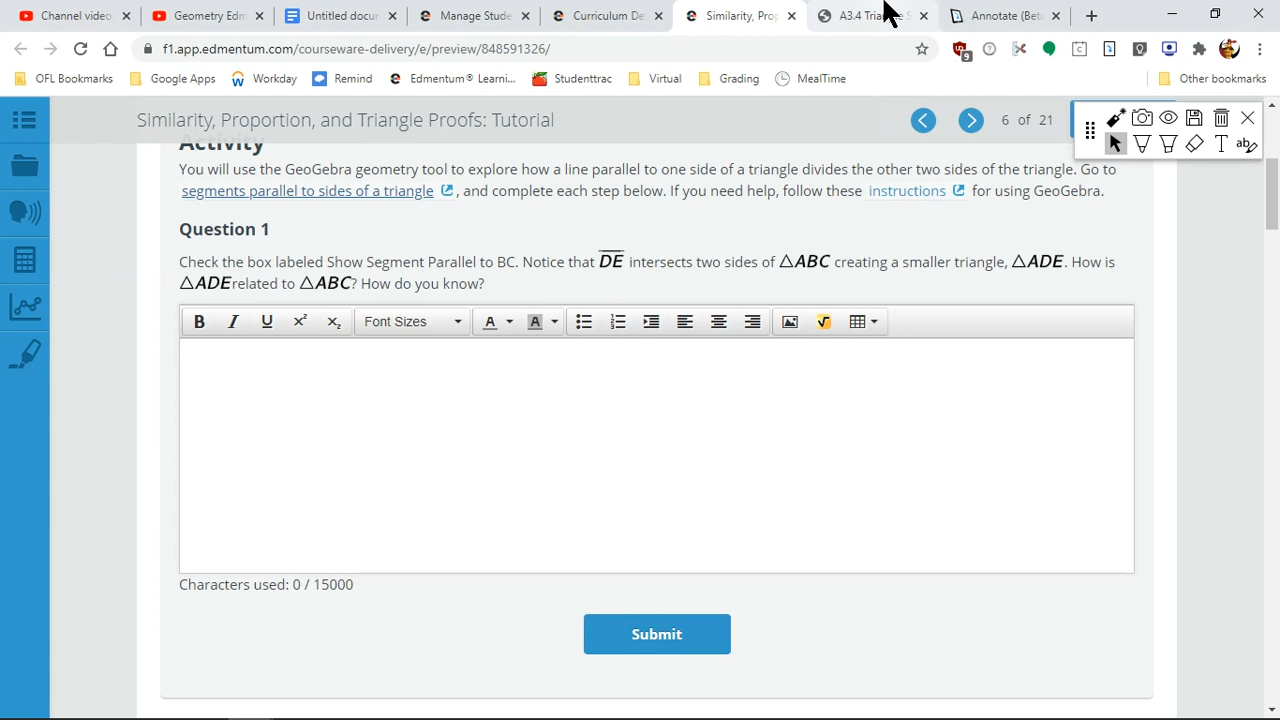 Channel video
Geometry Edm
Untitled docu
Manage Stude
Curriculum De
Similarity, Prop
A3.4 Tria
Annotate (Bet
f1.app.edmentum.com/courseware-delivery/e/preview/848591326/
9
OFL Bookmarks
Google Apps
Workday
Remind
Edmentum® Learni...
Studenttrac
Virtual
Grading
MealTime
Other bookmarks
Similarity, Proportion, and Triangle Proofs: Tutorial
6 of 21
Activity
You will use the GeoGebra geometry tool to explore how a line parallel to one side of a triangle divides the other two sides of the triangle. Go to
segments parallel to sides of a triangle , and complete each step below. If you need help, follow these instructions for using GeoGebra.
Question 1
Check the box labeled Show Segment Parallel to BC. Notice that DE intersects two sides of △ABC creating a smaller triangle, △ADE. How is
△ADErelated to △ABC? How do you know?
B I U X² X₂ Font Sizes A A
Characters used: 0 / 15000
Submit